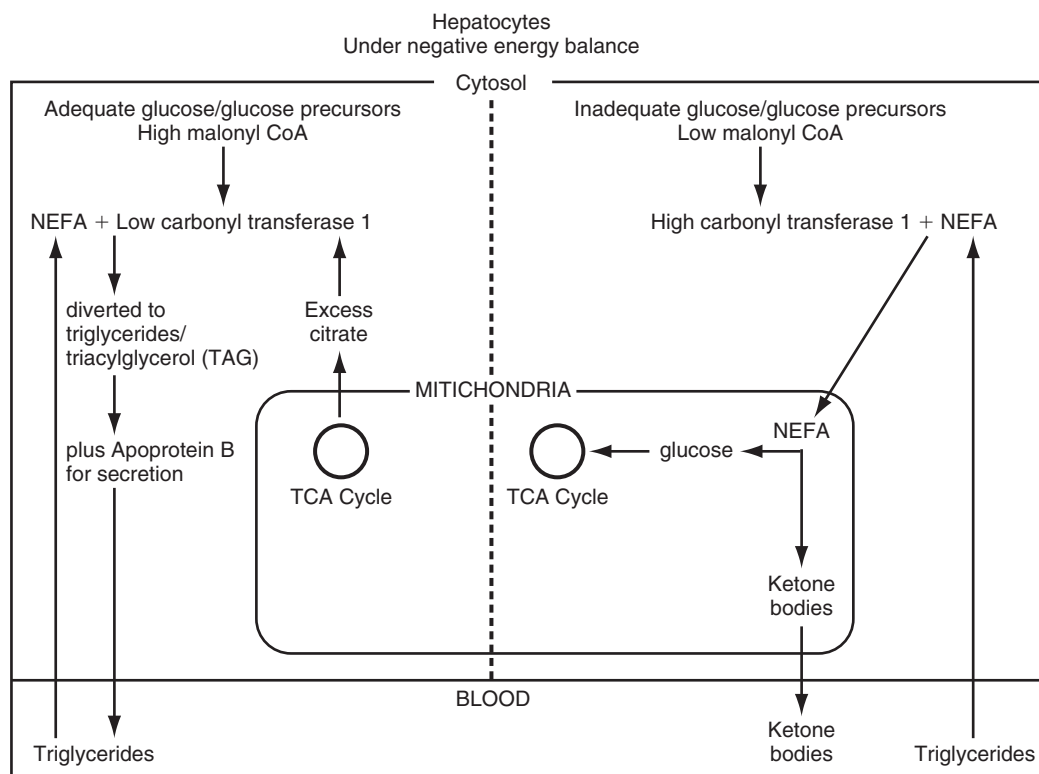 Hepatocytes
Under negative energy balance
Cytosol
Adequate glucose/glucose precursors
High malonyl CoA
Inadequate glucose/glucose precursors
Low malonyl CoA
NEFA + Low carbonyl transferase 1
High carbonyl transferase 1 + NEFA
diverted to
triglycerides/
triacylglycerol (TAG)
Excess
citrate
MITICHONDRIA
plus Apoprotein B
for secretion
TCA Cycle
TCA Cycle
glucose
NEFA
Ketone
bodies
BLOOD
Triglycerides
Ketone
bodies
Triglycerides